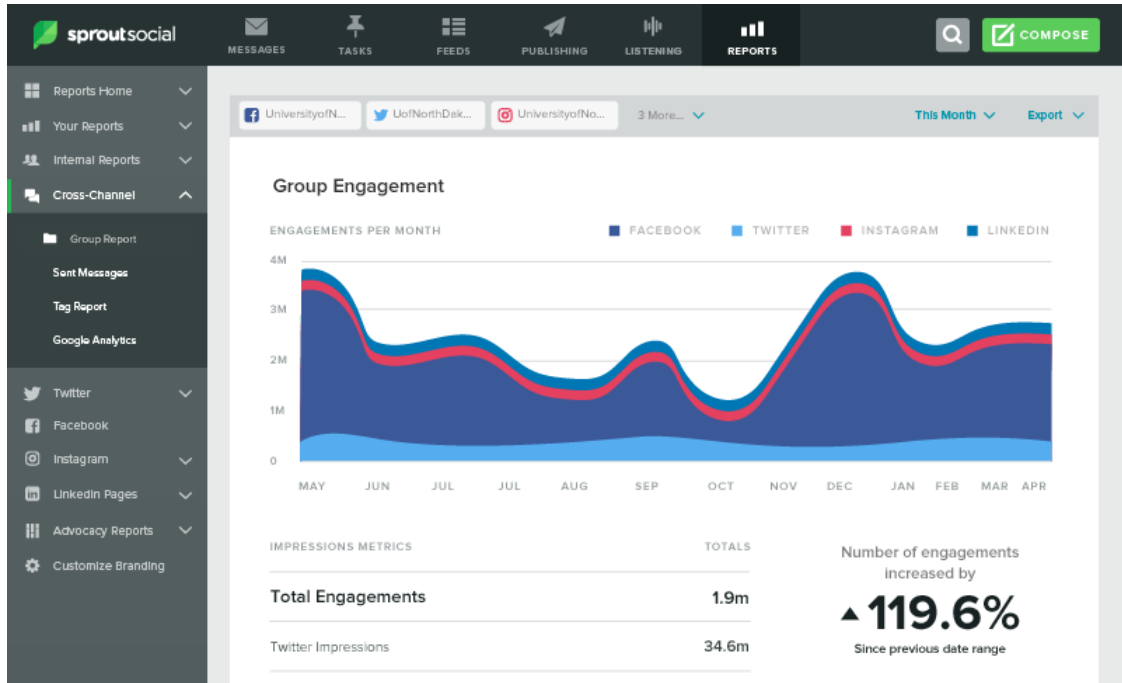 sproutsocial
MESSAGES TASKS FEEDS PUBLISHING LISTENING REPORTS
COMPOSE
Reports Home
Your Reports
Internal Reports
Cross-Channel
Group Report
Sent Messages
Tag Report
Google Analytics
Twitter
Facebook
Instagram
LinkedIn Pages
Advocacy Reports
Customize Branding
UniversityofN... UofNorthDak... UniversityofNo... 3 More... This Month Export
Group Engagement
ENGAGEMENTS PER MONTH FACEBOOK TWITTER INSTAGRAM LINKEDIN
4M
3M
2M
1M
0
MAY JUN JUL JUL AUG SEP OCT NOV DEC JAN FEB MAR APR
IMPRESSIONS METRICS TOTALS
Total Engagements 1.9m
Twitter Impressions 34.6m
Number of engagements
increased by
119.6%
Since previous date range